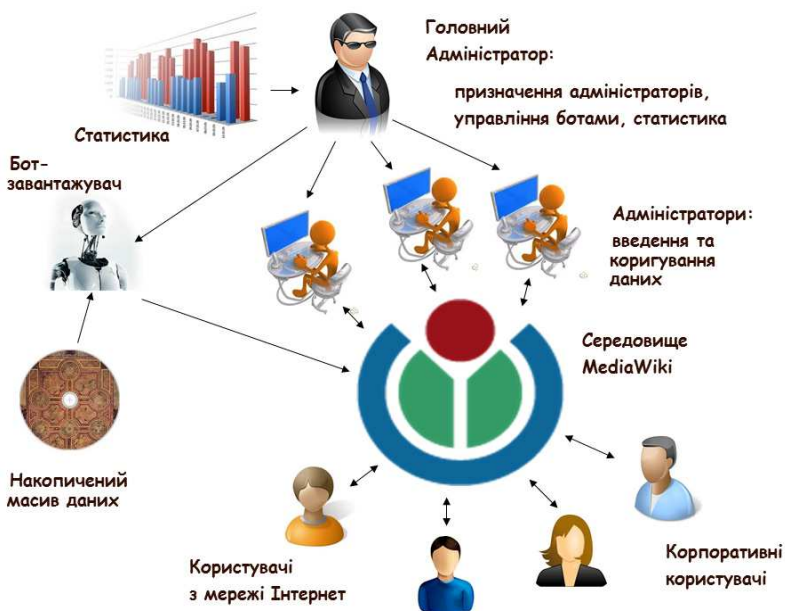 Головний
Адміністратор:
призначення адміністраторів,
управління ботами, статистика
Статистика
Бот-
завантажувач
Адміністратори:
введення та
коригування
даних
Середовище
MediaWiki
Накопичений
масив даних
Користувачі
з мережі Інтернет
Корпоративні
користувачі